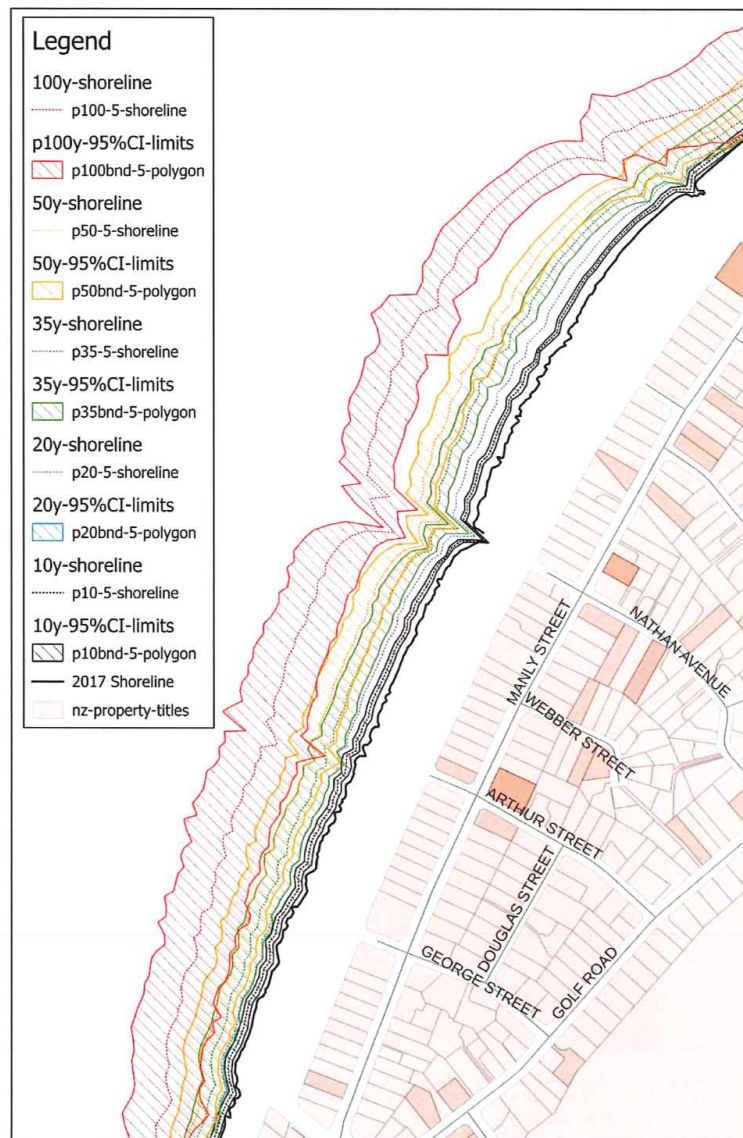 Legend
100y-shoreline
p100-5-shoreline
p100y-95%CI-limits
p100bnd-5-polygon
50y-shoreline
p50-5-shoreline
50y-95%CI-limits
p50bnd-5-polygon
35y-shoreline
p35-5-shoreline
35y-95%CI-limits
p35bnd-5-polygon
20y-shoreline
p20-5-shoreline
20y-95%CI-limits
p20bnd-5-polygon
10y-shoreline
p10-5-shoreline
10y-95%CI-limits
p10bnd-5-polygon
2017 Shoreline
nz-property-titles
MANLY STREET
NATHAN AVENUE
WEBBER STREET
ARTHUR STREET
DOUGLAS STREET
GEORGE STREET
GOLF ROAD